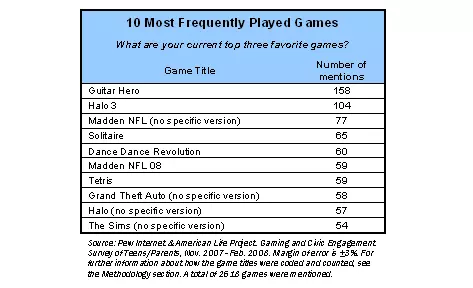 10 Most Frequently Played Games
What are your current top three favorite games?
Game Title Number of mentions
Guitar Hero 158
Halo 3 104
Madden NFL (no specific version) 77
Solitaire 65
Dance Dance Revolution 60
Madden NFL 08 59
Tetris 59
Grand Theft Auto (no specific version) 58
Halo (no specific version) 57
The Sims (no specific version) 54
Source: Pew Internet & American Life Project, Gaming and Civic Engagement
Survey of Teens/Parents, Nov. 2007 - Feb. 2008. Margin of error is ±3%. For
further information about how the game titles were coded and counted, see
the Methodology section. A total of 2618 games were mentioned.